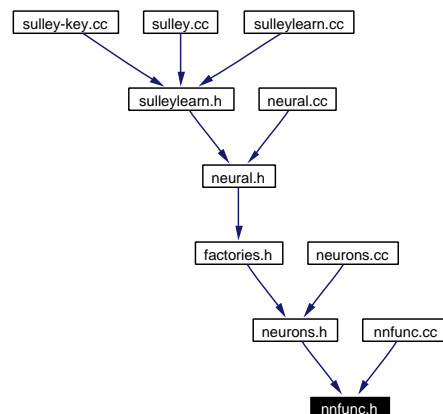 sulley-key.cc
sulley.cc
sulleylearn.cc
sulleylearn.h
neural.cc
neural.h
factories.h
neurons.cc
neurons.h
nnfunc.cc
nnfunc.h